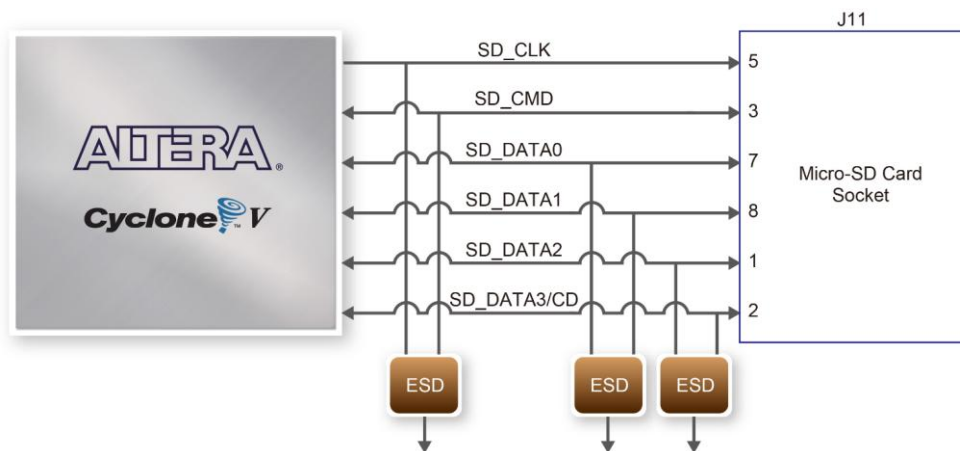 J11
SD_CLK
5
SD_CMD
3
SD_DATA0
7
SD_DATA1
8
SD_DATA2
1
SD_DATA3/CD
2
ALTERA®
Cyclone™ V
Micro-SD Card
Socket
ESD
ESD
ESD